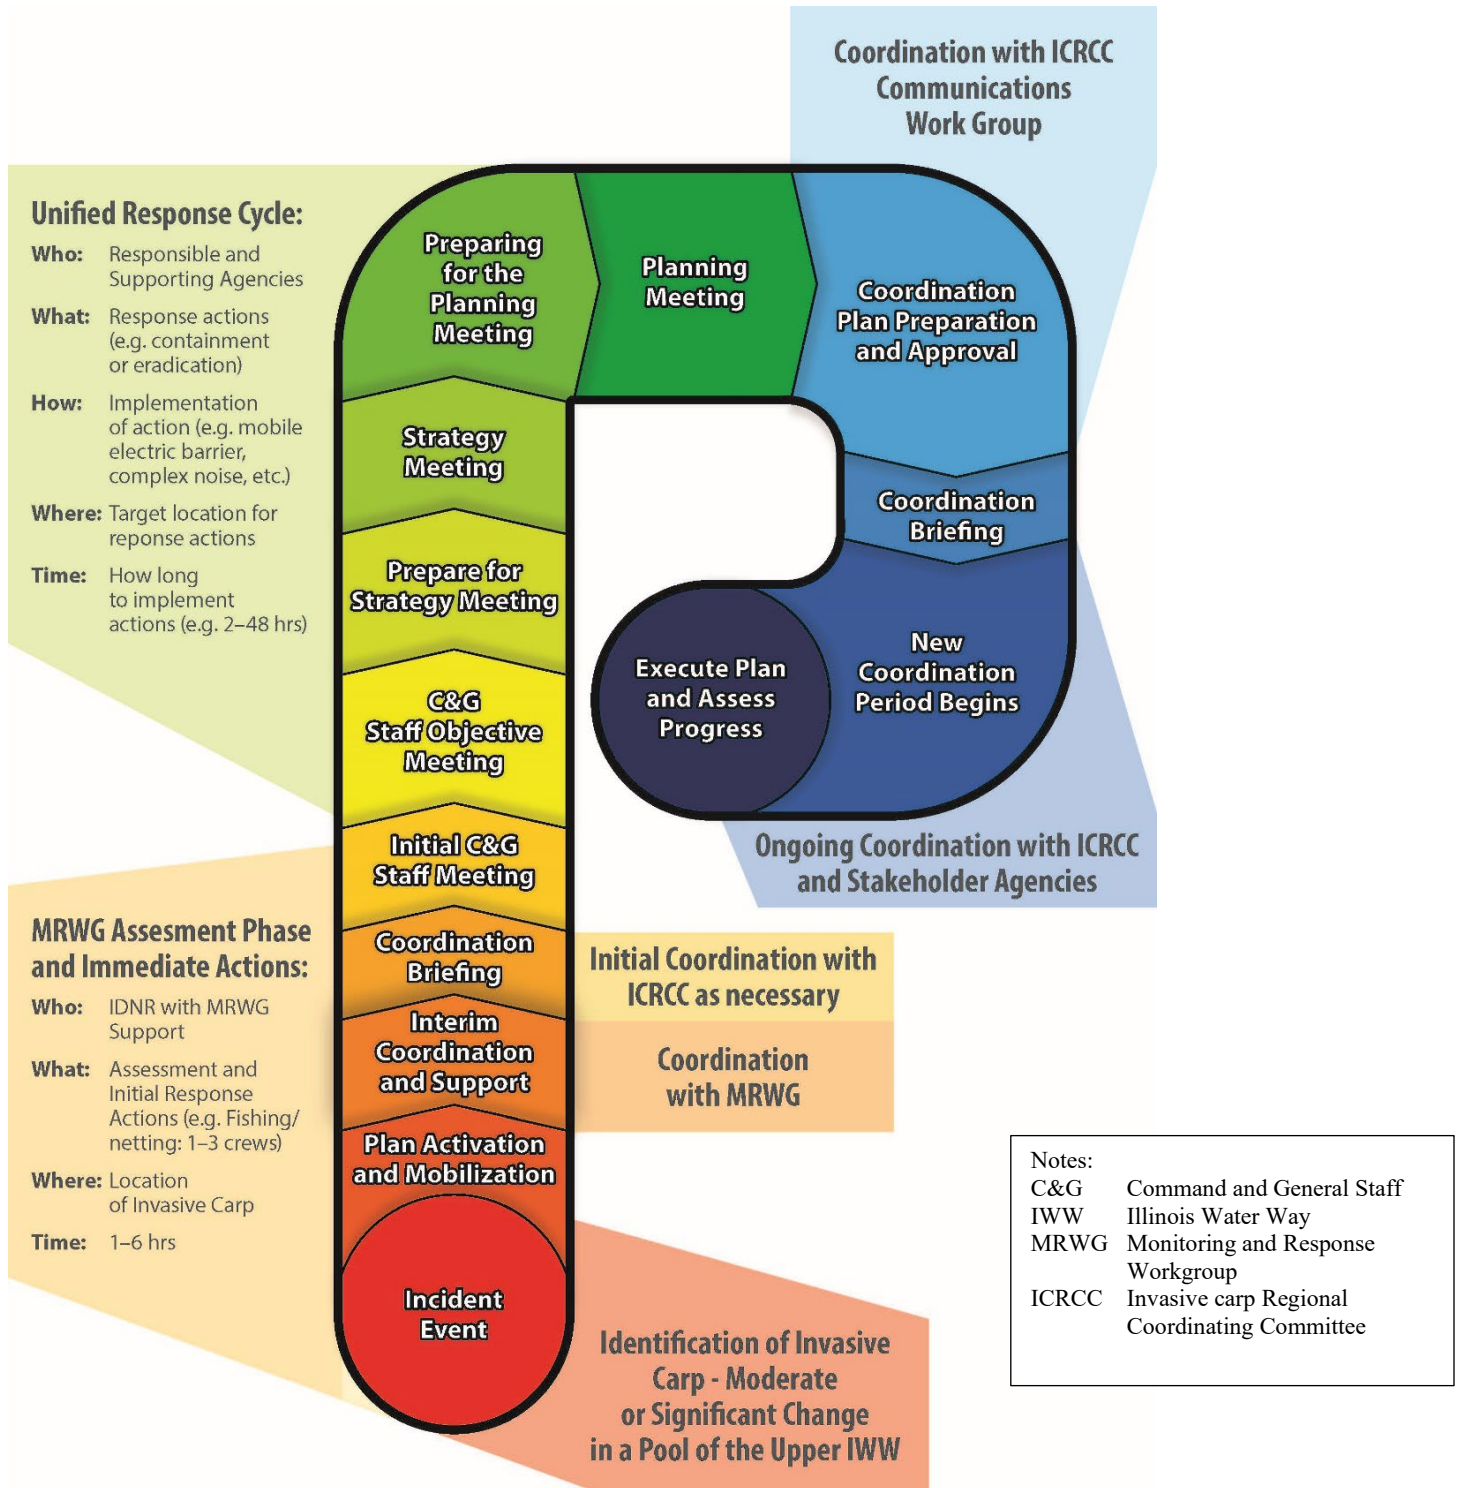 Coordination with ICRCC
Communications
Work Group
Unified Response Cycle:
Who: Responsible and
Supporting Agencies
What: Response actions
(e.g. containment
or eradication)
How: Implementation
of action (e.g. mobile
electric barrier,
complex noise, etc.)
Where: Target location for
reponse actions
Time: How long
to implement
actions (e.g. 2–48 hrs)
Preparing
for the
Planning
Meeting
Planning
Meeting
Coordination
Plan Preparation
and Approval
Strategy
Meeting
Coordination
Briefing
Prepare for
Strategy Meeting
New
Coordination
Period Begins
Execute Plan
and Assess
Progress
C&G
Staff Objective
Meeting
Initial C&G
Staff Meeting
Ongoing Coordination with ICRCC
and Stakeholder Agencies
MRWG Assesment Phase
and Immediate Actions:
Who: IDNR with MRWG
Support
What: Assessment and
Initial Response
Actions (e.g. Fishing/
netting: 1–3 crews)
Where: Location
of Invasive Carp
Time: 1–6 hrs
Coordination
Briefing
Initial Coordination with
ICRCC as necessary
Interim
Coordination
and Support
Coordination
with MRWG
Plan Activation
and Mobilization
Incident
Event
Identification of Invasive
Carp - Moderate
or Significant Change
in a Pool of the Upper IWW
Notes:
C&G Command and General Staff
IWW Illinois Water Way
MRWG Monitoring and Response
Workgroup
ICRCC Invasive carp Regional
Coordinating Committee